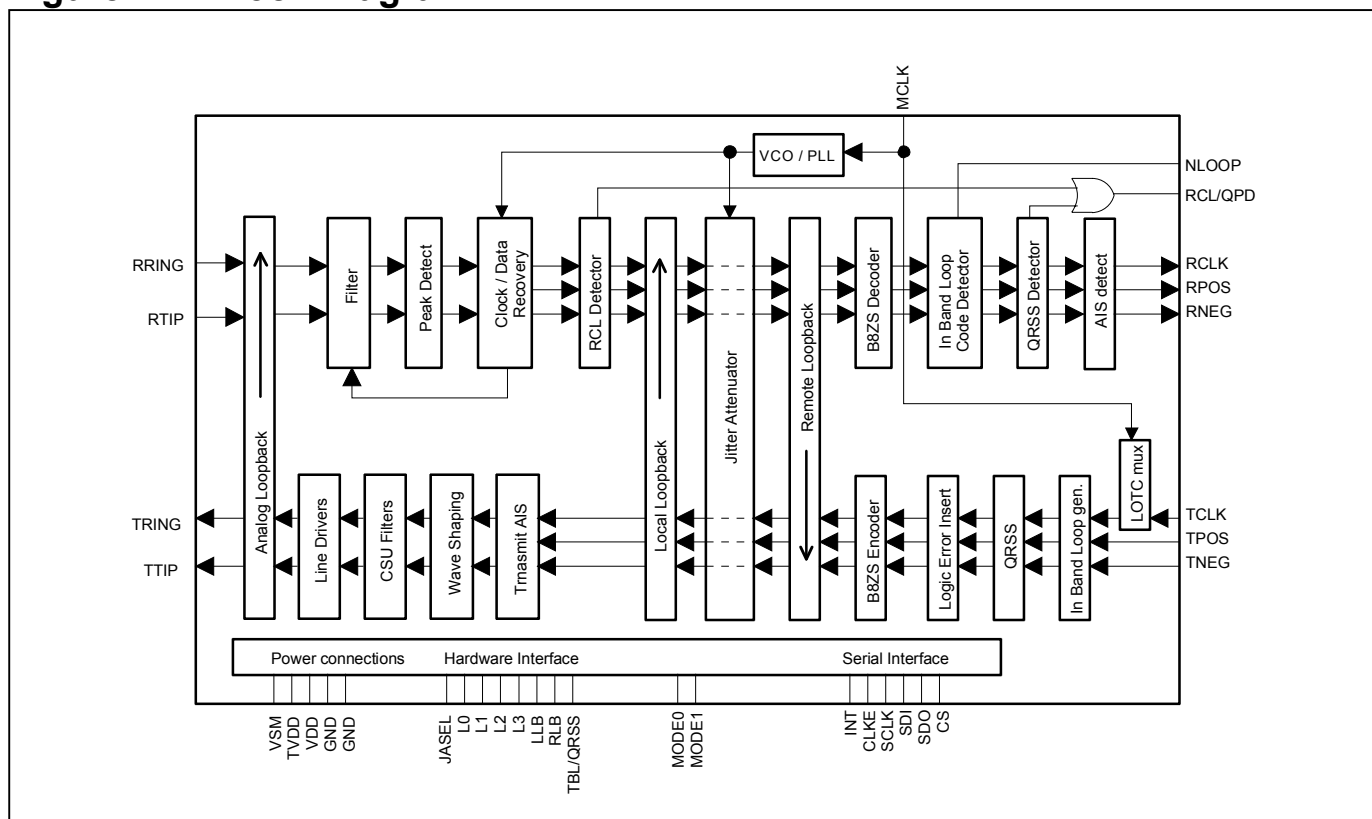 MCLK
VCO / PLL
NLOOP
RCL/QPD
RRING
RTIP
Analog Loopback
Filter
Peak Detect
Clock / Data
Recovery
RCL Detector
Local Loopback
Jitter Attenuator
Remote Loopback
B8ZS Decoder
In Band Loop
Code Detector
QRSS Detector
AIS detect
RCLK
RPOS
RNEG
TRING
TTIP
Line Drivers
CSU Filters
Wave Shaping
Trnasmit AIS
B8ZS Encoder
Logic Error Insert
QRSS
In Band Loop gen.
LOTC mux
TCLK
TPOS
TNEG
Power connections
Hardware Interface
Serial Interface
VSM
TVDD
VDD
GND
GND
JASEL
L0
L1
L2
L3
LLB
RLB
TBL/QRSS
MODE0
MODE1
INT
CLKE
SCLK
SDI
SDO
CS